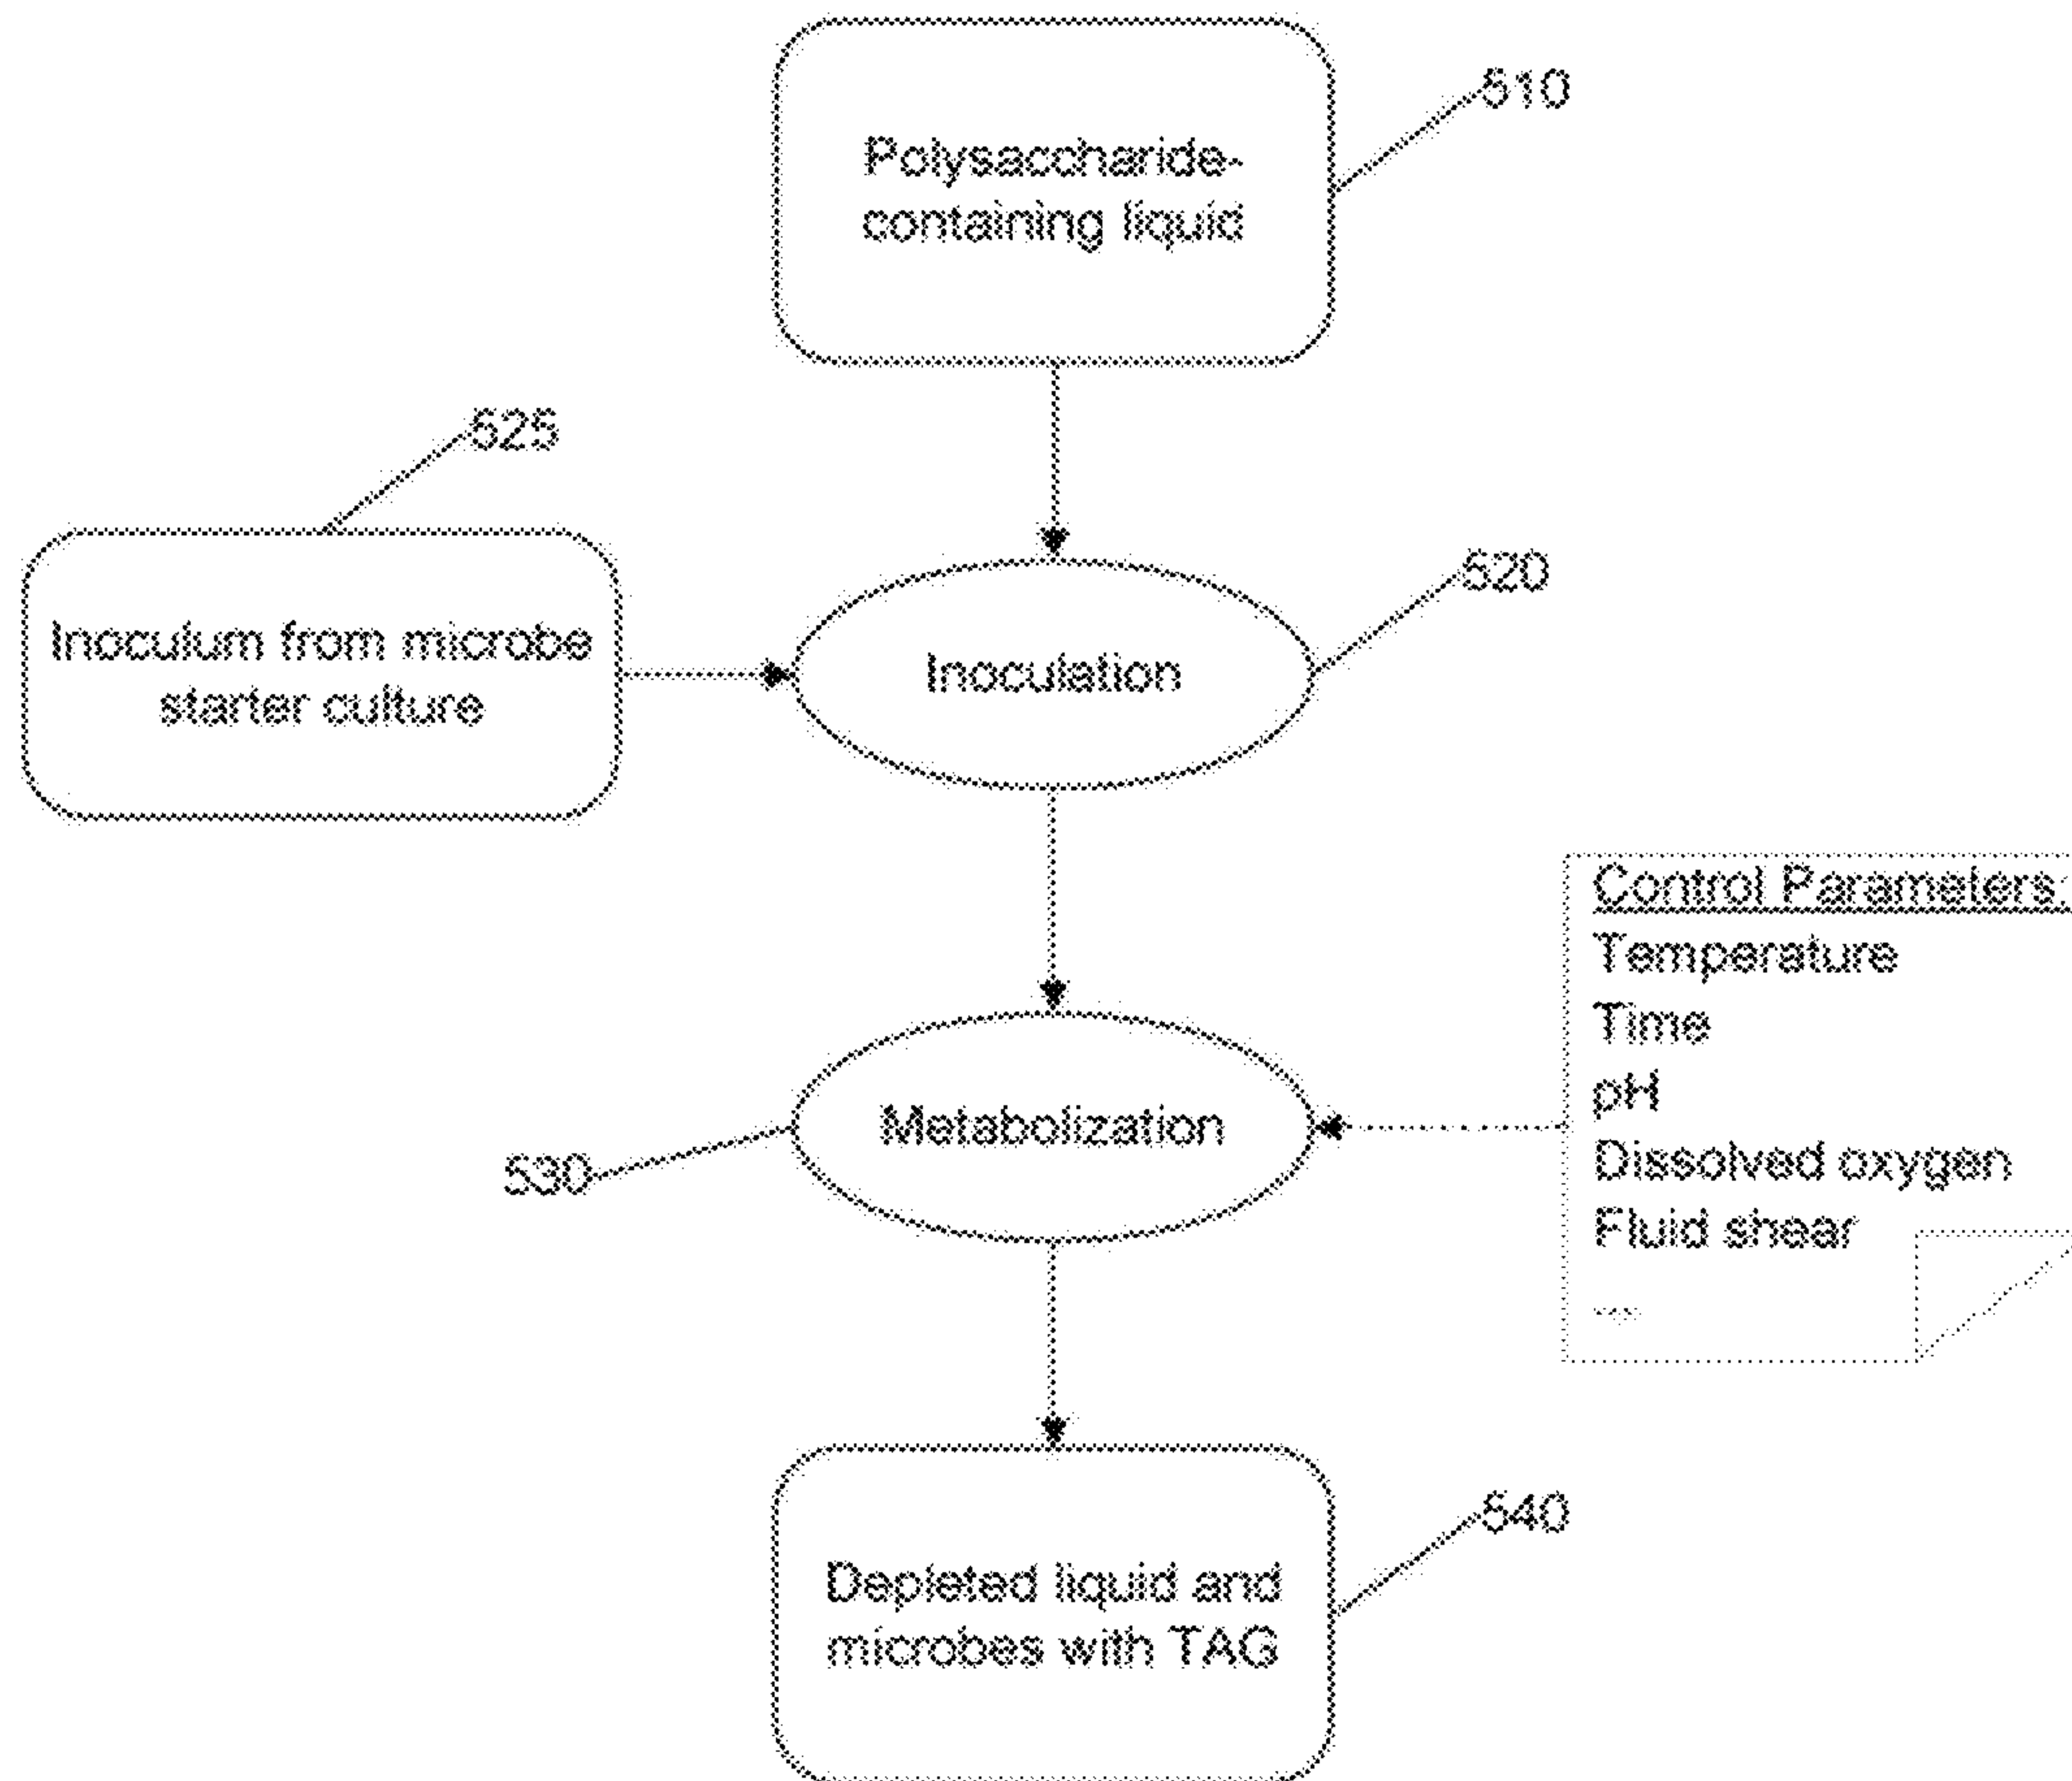 510
Polysaccharide-
containing liquid
525
520
Inoculum from microbe
starter culture
Inoculation
Control Parameters:
Temperature
Time
pH
Dissolved oxygen
Fluid shear
...
Metabolization
530
540
Depleted liquid and
microbes with TAG